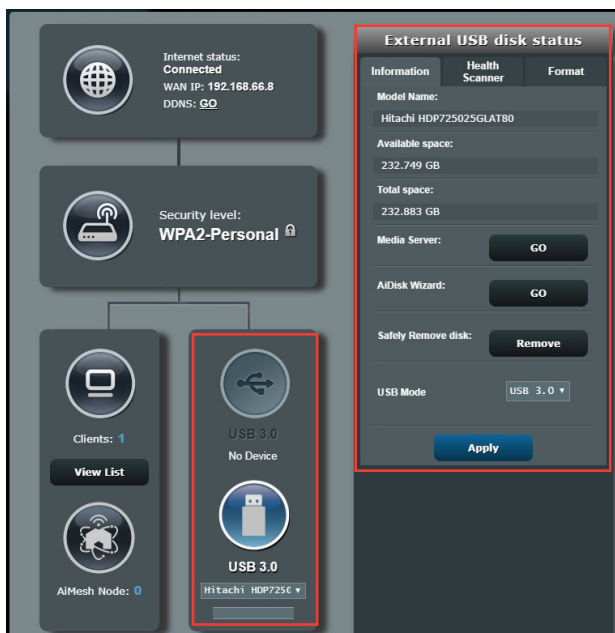 Internet status:
Connected
WAN IP: 192.168.66.8
DDNS: GO
Security level:
WPA2-Personal
Clients: 1
View List
AiMesh Node: 0
USB 3.0
No Device
USB 3.0
Hitachi HDP725C
External USB disk status
Information
Health
Scanner
Format
Model Name:
Hitachi HDP725025GLAT80
Available space:
232.749 GB
Total space:
232.883 GB
Media Server:
GO
AiDisk Wizard:
GO
Safely Remove disk:
Remove
USB Mode
USB 3.0
Apply